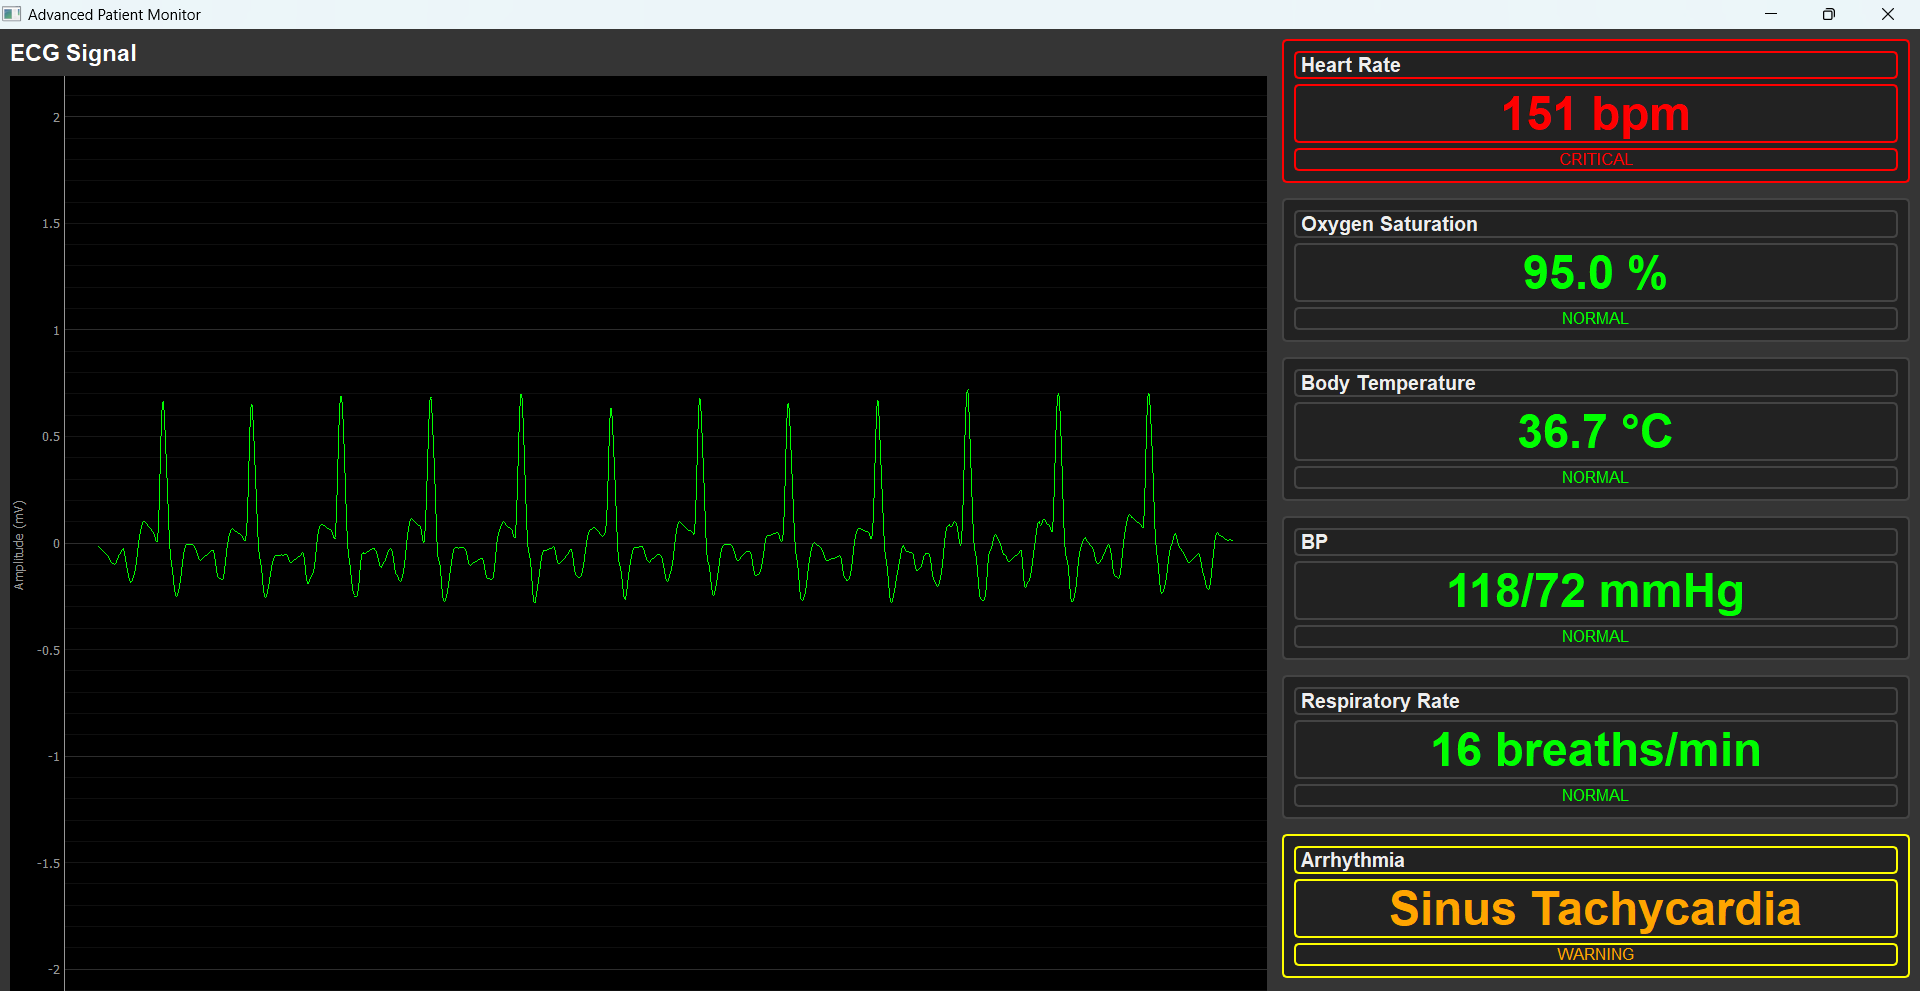 Advanced Patient Monitor
ECG Signal
2
1.5
1
0.5
0
-0.5
-1
-1.5
-2
Amplitude (mV)
Heart Rate
151 bpm
CRITICAL
Oxygen Saturation
95.0 %
NORMAL
Body Temperature
36.7 °C
NORMAL
BP
118/72 mmHg
NORMAL
Respiratory Rate
16 breaths/min
NORMAL
Arrhythmia
Sinus Tachycardia
WARNING